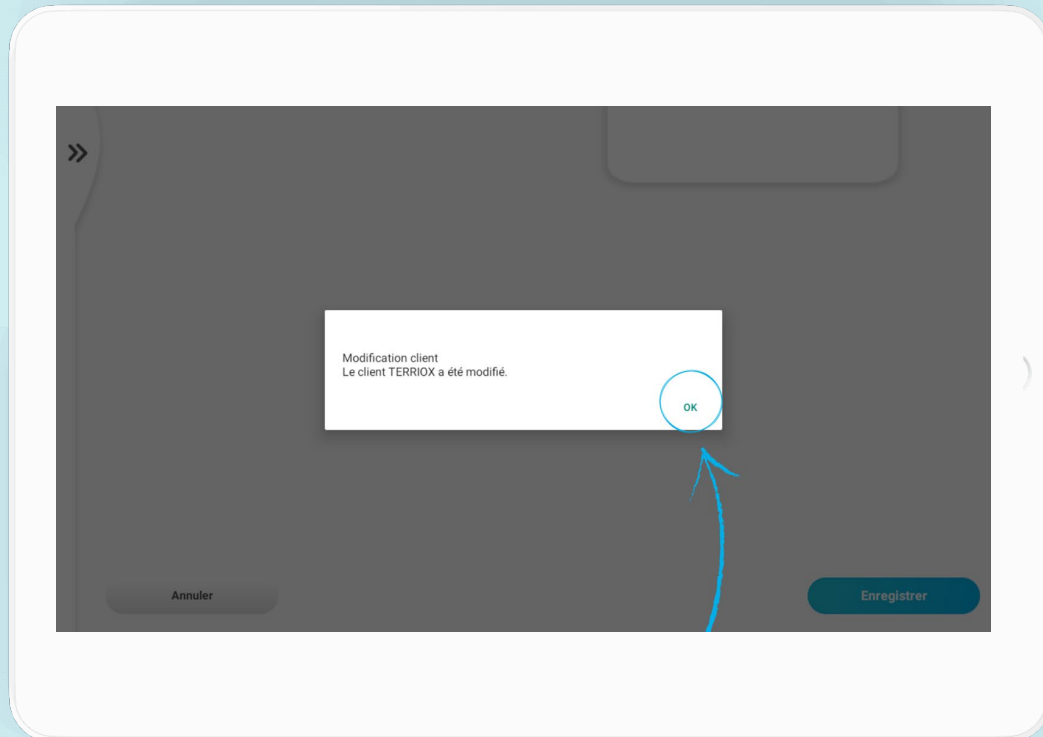 Modification client
Le client TERRIOX a été modifié.
OK
Annuler
Enregistrer